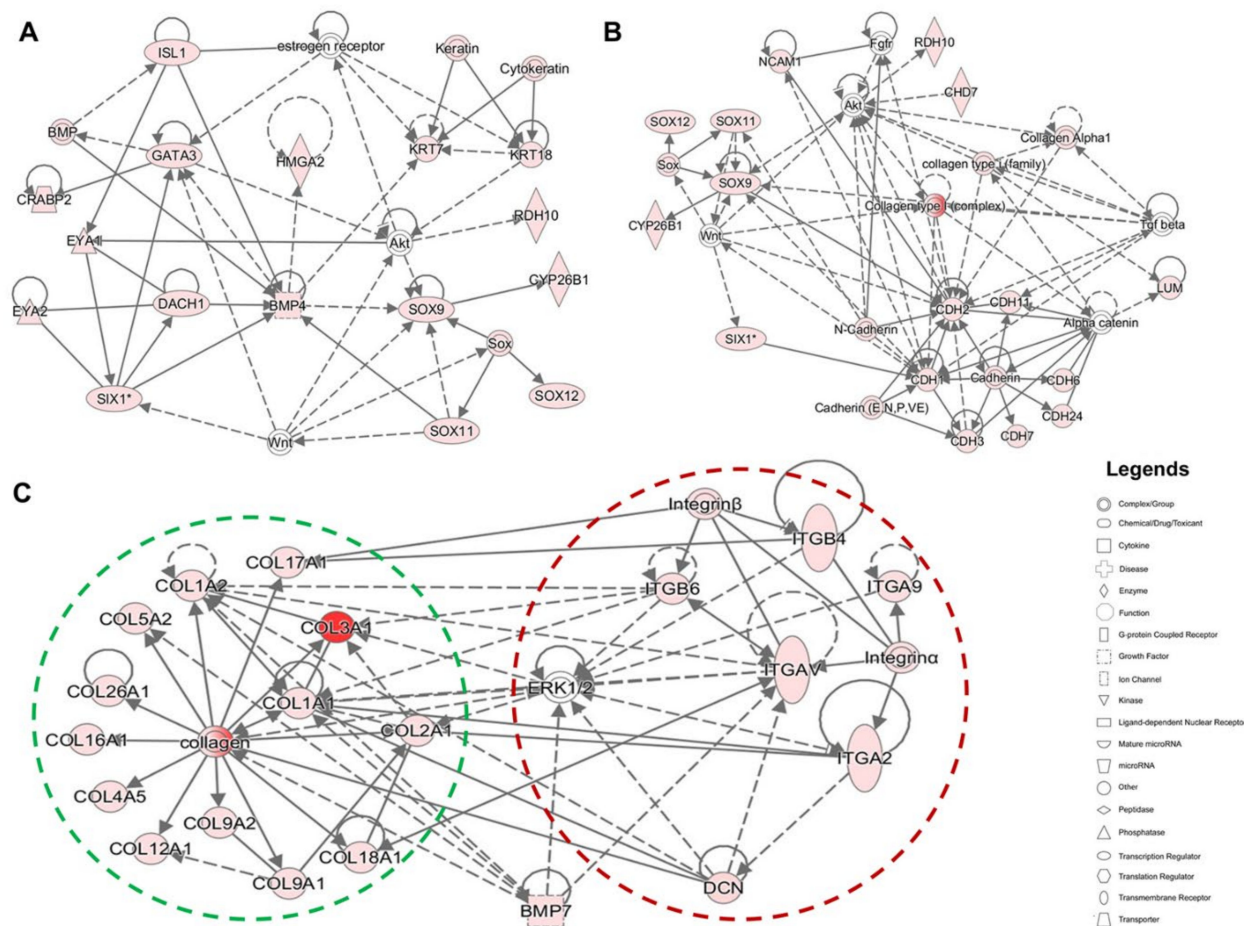 A
ISL1
estrogen receptor
Keratin
Cytokeratin
BMP
GATA3
HMGA2
KRT7
KRT18
CRABP2
RDH10
EYA1
Akt
CYP26B1
EYA2
DACH1
BMP4
SOX9
Sox
SIX1*
SOX12
SOX11
Wnt
B
NCAM1
Fgfr
RDH10
Akt
CHD7
SOX12
SOX11
Collagen Alpha1
Sox
collagen type I (family)
SOX9
Collagen type I (complex)
CYP26B1
Wnt
Tgf beta
LUM
CDH2
CDH11
Alpha catenin
N-Cadherin
SIX1*
CDH1
Cadherin
CDH6
Cadherin (E,N,P,VE)
CDH24
CDH3
CDH7
C
Integrinβ
ITGB4
COL17A1
COL1A2
ITGB6
ITGA9
COL5A2
COL3A1
Integrinα
ITGAV
ERK1/2
COL26A1
COL1A1
COL16A1
collagen
COL2A1
ITGA2
COL4A5
COL9A2
COL12A1
COL18A1
COL9A1
DCN
BMP7
Legends
Complex/Group
Chemical/Drug/Toxicant
Cytokine
Disease
Enzyme
Function
G-protein Coupled Receptor
Growth Factor
Ion Channel
Kinase
Ligand-dependent Nuclear Recepto
Mature microRNA
microRNA
Other
Peptidase
Phosphatase
Transcription Regulator
Translation Regulator
Transmembrane Receptor
Transporter